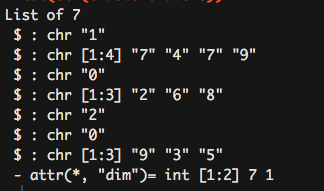 List of 7
$ : chr "1"
$ : chr [1:4] "7" "4" "7" "9"
$ : chr "0"
$ : chr [1:3] "2" "6" "8"
$ : chr "2"
$ : chr "0"
$ : chr [1:3] "9" "3" "5"
- attr(*, "dim")= int [1:2] 7 1